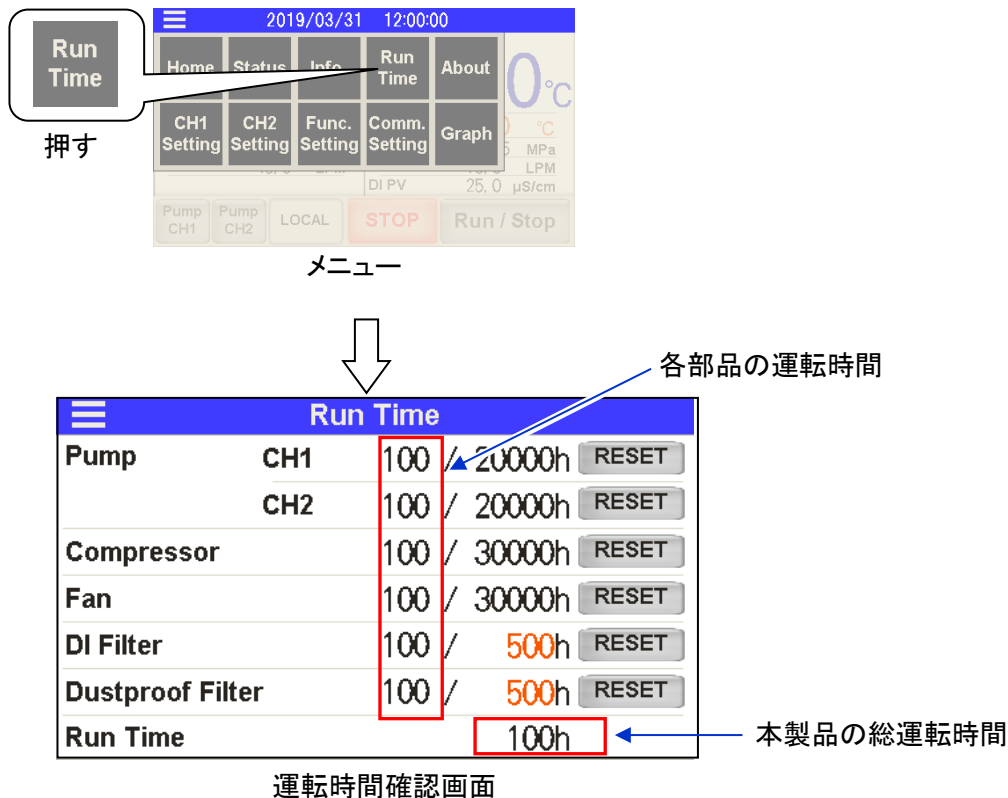 2019/03/31 12:00:00
Run
Time
押す
Home Status Info Run Time About
CH1 Setting CH2 Setting Func. Setting Comm. Setting Graph
℃
℃
MPa
LPM
DI PV 25.0 μS/cm
Pump CH1 Pump CH2 LOCAL STOP Run / Stop
メニュー
各部品の運転時間
Run Time
Pump CH1 100 / 20000h RESET
CH2 100 / 20000h RESET
Compressor 100 / 30000h RESET
Fan 100 / 30000h RESET
DI Filter 100 / 500h RESET
Dustproof Filter 100 / 500h RESET
Run Time 100h
本製品の総運転時間
運転時間確認画面